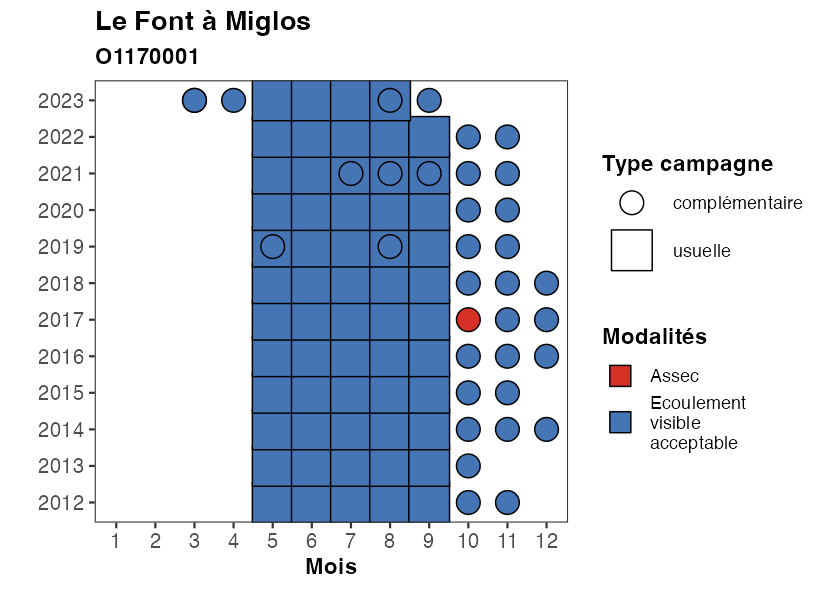 Le Font à Miglos
O1170001
2023
2022
2021
2020
2019
2018
2017
2016
2015
2014
2013
2012
1 2 3 4 5 6 7 8 9 10 11 12
Mois
Type campagne
complémentaire
usuelle
Modalités
Assec
Ecoulement
visible
acceptable